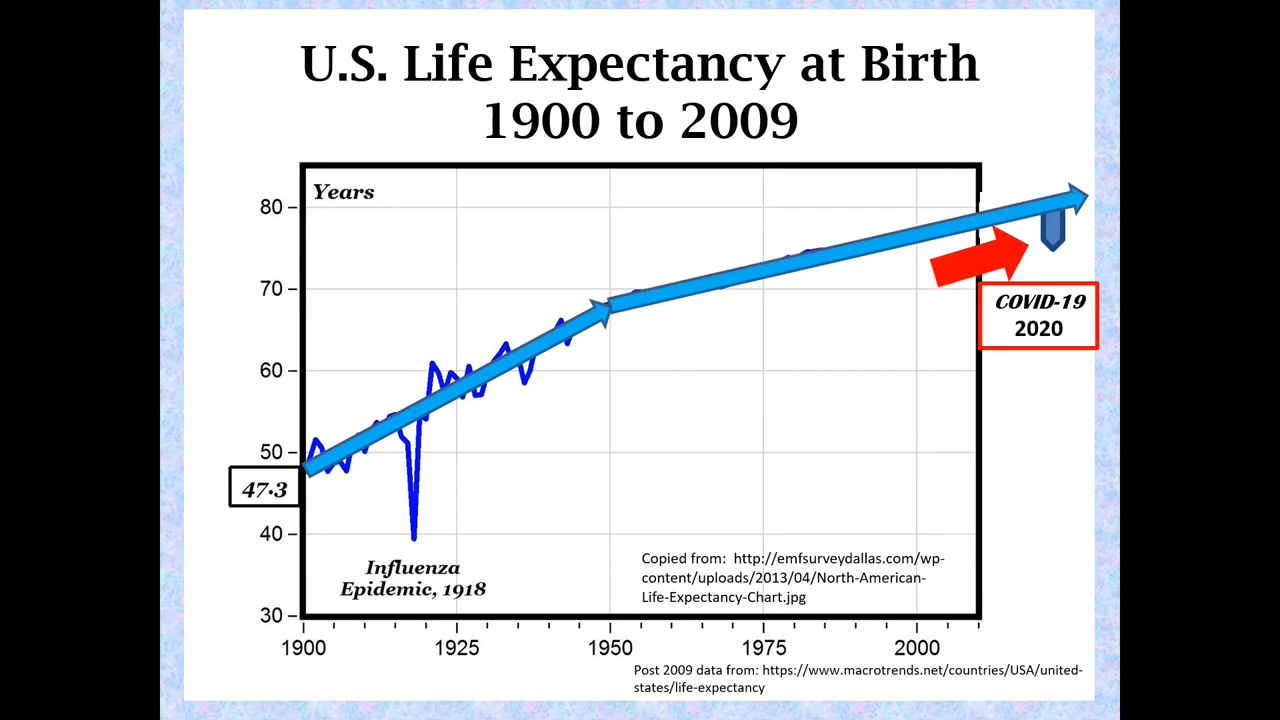 U.S. Life Expectancy at Birth
1900 to 2009
Years
80
70
60
50
47.3
40
30
Influenza
Epidemic, 1918
COVID-19
2020
Copied from: http://emfsurveydallas.com/wp-
content/uploads/2013/04/North-American-
Life-Expectancy-Chart.jpg
1900 1925 1950 1975 2000
Post 2009 data from: https://www.macrotrends.net/countries/USA/united-
states/life-expectancy